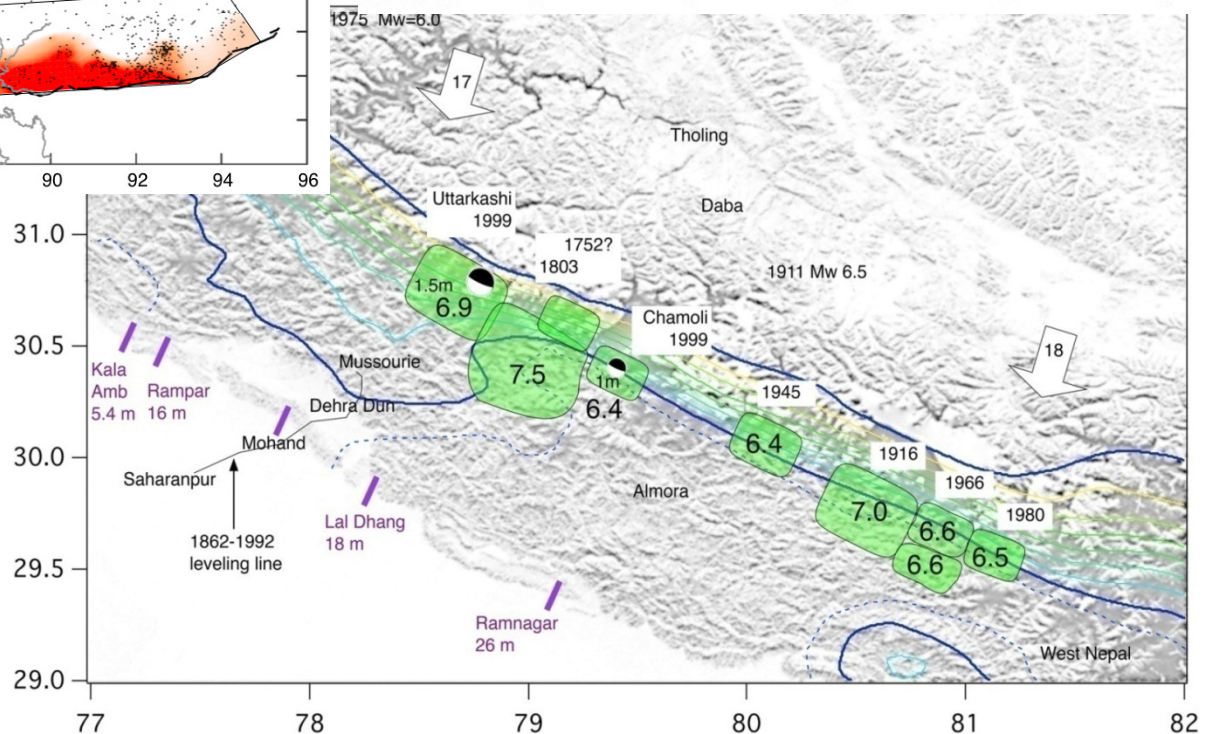 1975 Mw=6.0
90 92 94 96
17
Tholing
Uttarkashi
1999
Daba
31.0
1752?
1803
1911 Mw 6.5
1.5m
6.9
Chamoli
1999
30.5
18
Mussourie
Kala
Amb
5.4 m
Rampar
16 m
7.5
1m
6.4
1945
Dehra Dun
Mohand
30.0
6.4
1916
Saharanpur
1966
Almora
Lal Dhang
18 m
7.0
1980
6.6
1862-1992
leveling line
29.5
6.6
6.5
Ramnagar
26 m
West Nepal
29.0
77 78 79 80 81 82